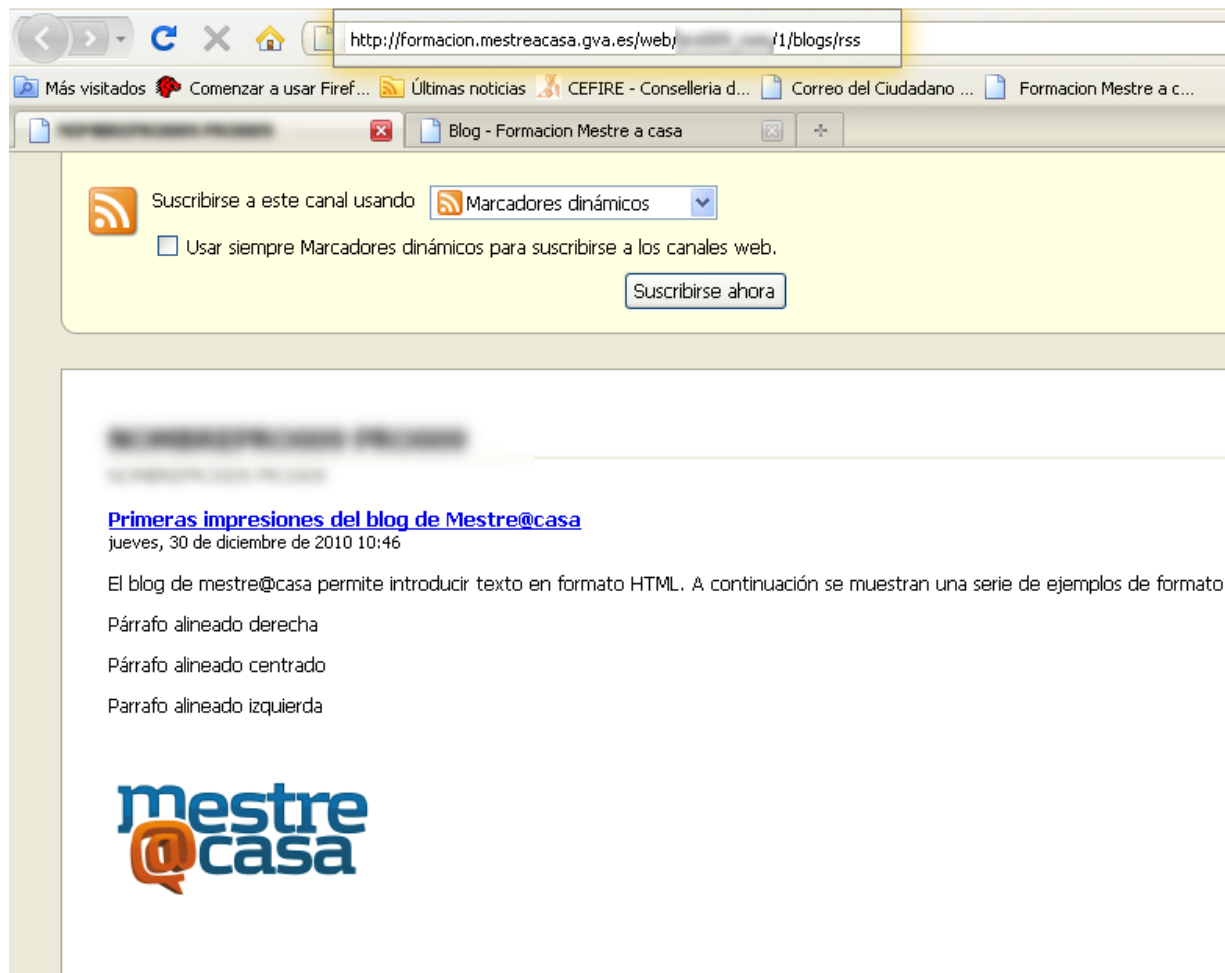 http://formacion.mestreacasa.gva.es/web/ /1/blogs/rss
Más visitados Comenzar a usar Firef... Últimas noticias CEFIRE - Conselleria d... Correo del Ciudadano ... Formacion Mestre a c...
Blog - Formacion Mestre a casa
Suscribirse a este canal usando Marcadores dinámicos
Usar siempre Marcadores dinámicos para suscribirse a los canales web.
Suscribirse ahora
Primeras impresiones del blog de Mestre@casa
jueves, 30 de diciembre de 2010 10:46
El blog de mestre@casa permite introducir texto en formato HTML. A continuación se muestran una serie de ejemplos de formato
Párrafo alineado derecha
Párrafo alineado centrado
Parrafo alineado izquierda
mestre
@casa